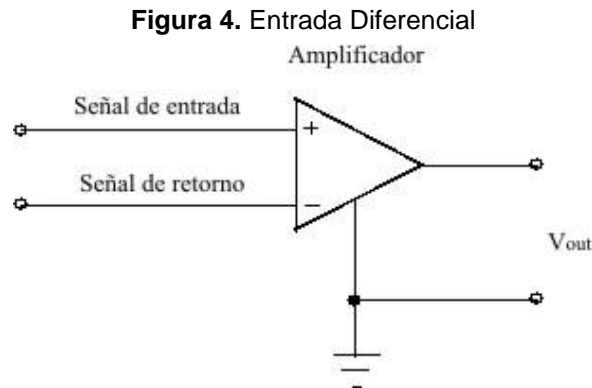 Figura 4. Entrada Diferencial
Amplificador
Señal de entrada
+
Señal de retorno
−
Vout